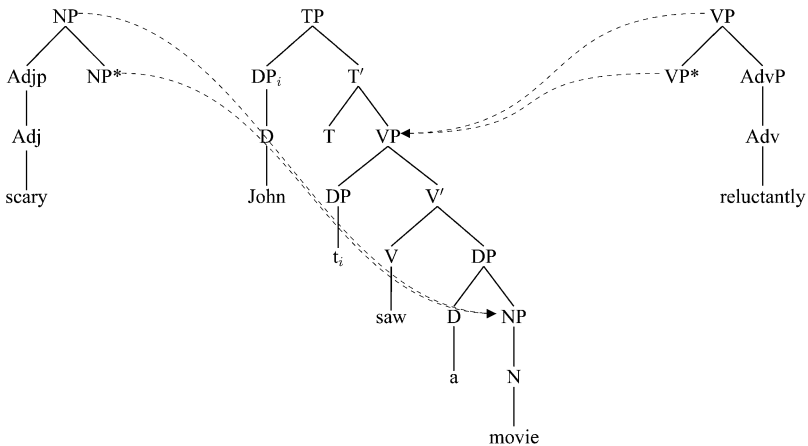 NP TP VP
Adjp NP* DPᵢ T′ VP* AdvP
Adj D T VP Adv
scary John DP V′ reluctantly
tᵢ V DP
saw D NP
a N
movie